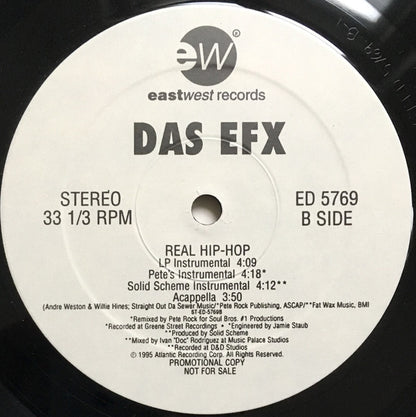 ew®
eastwest records
DAS EFX
STEREO
33 1/3 RPM
ED 5769
B SIDE
REAL HIP-HOP
LP Instrumental 4:09
Pete's Instrumental 4:18*
Solid Scheme Instrumental 4:12**
Acappella 3:50
(Andre Weston & Willie Hines; Straight Out Da Sewer Music/*Pete Rock Publishing, ASCAP/**Fat Wax Music, BMI
ST-ED-5769B
*Remixed by Pete Rock for Soul Bros. #1 Productions
*Recorded at Greene Street Recordings • *Engineered by Jamie Staub
**Produced by Solid Scheme
**Mixed by Ivan "Doc" Rodriguez at Music Palace Studios
**Recorded at D&D Studios
© 1995 Atlantic Recording Corp. All Rights Reserved.
PROMOTIONAL COPY
NOT FOR SALE